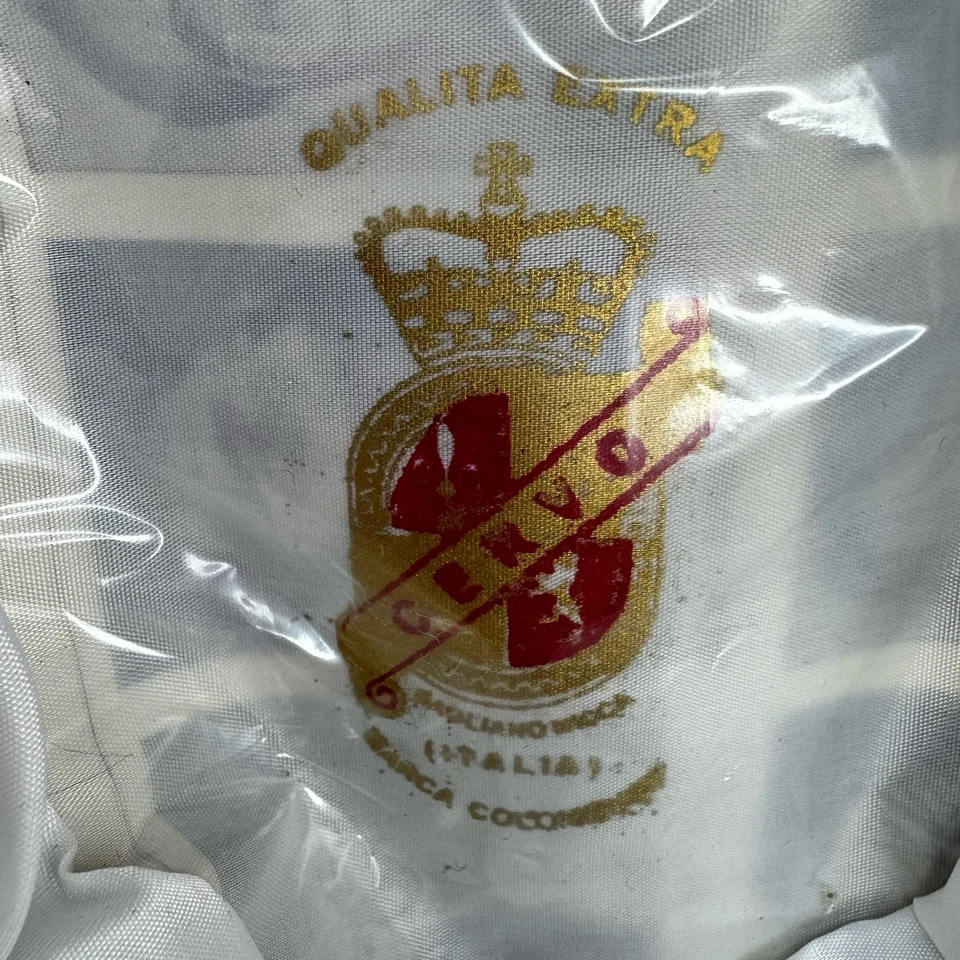 QUALITA EXTRA
CERVO
SAGLIANO MICCA
(ITALIA)
MARCA